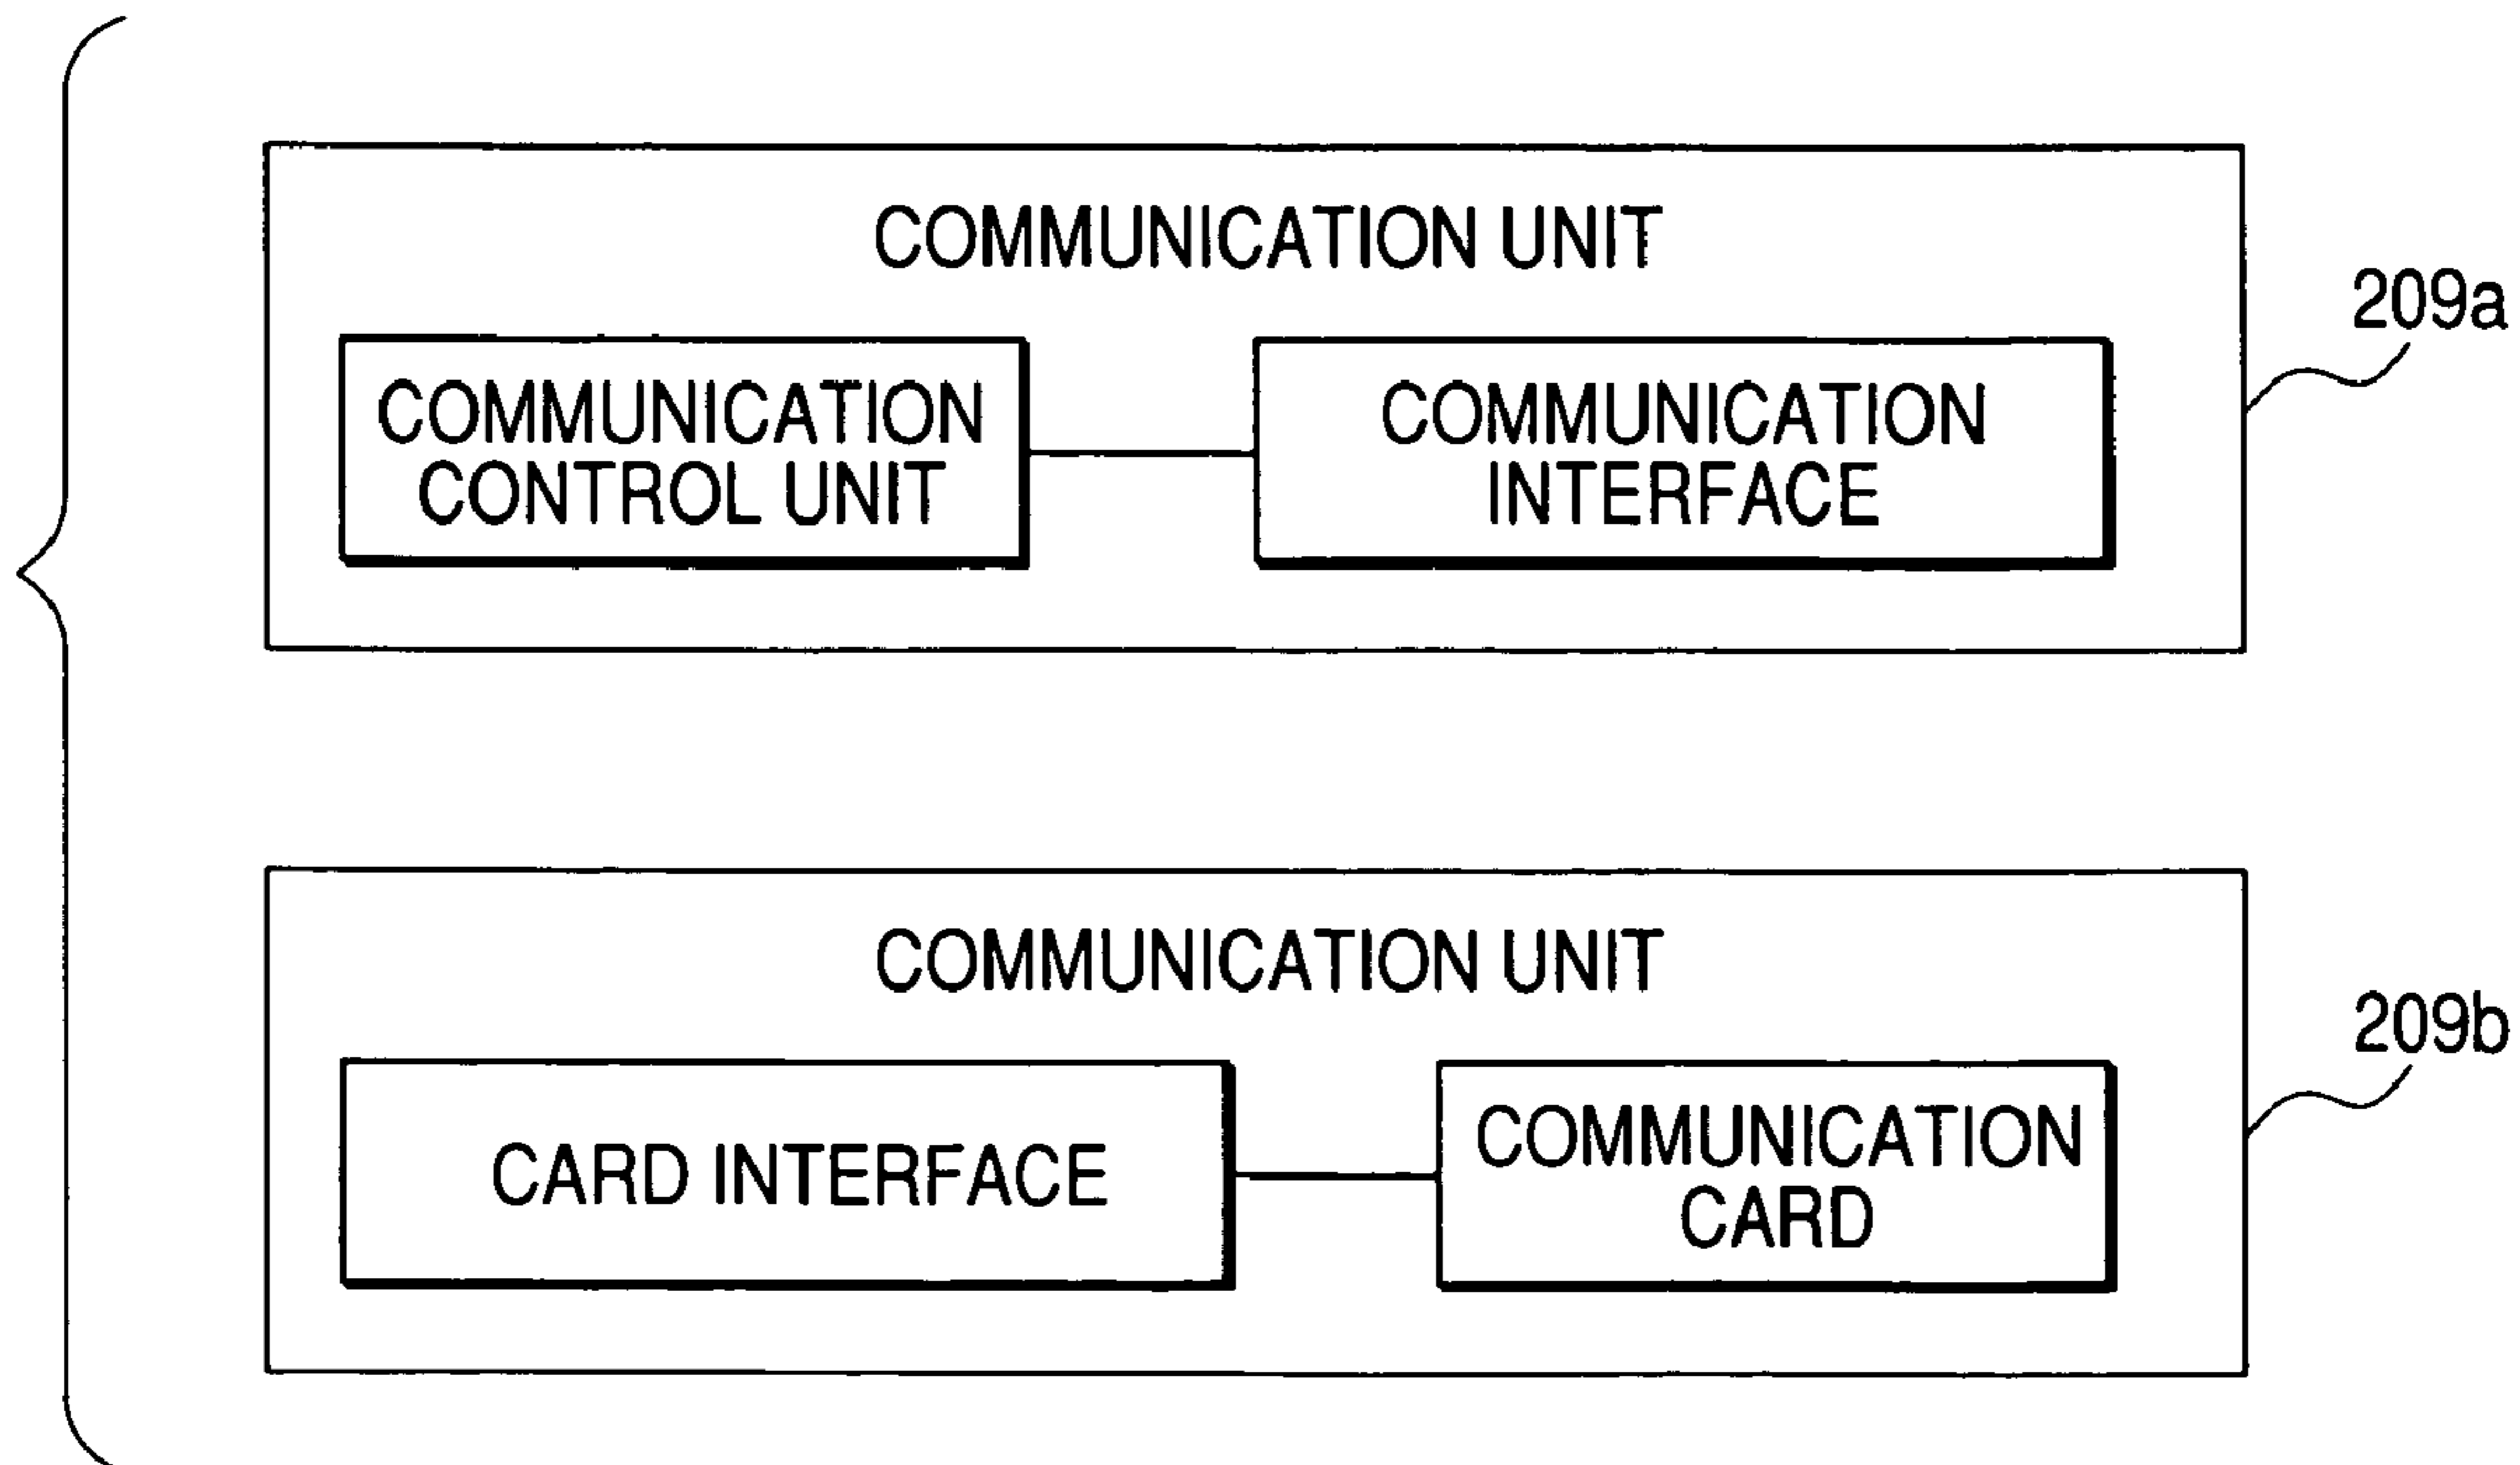 COMMUNICATION UNIT
209a
COMMUNICATION
CONTROL UNIT
COMMUNICATION
INTERFACE
COMMUNICATION UNIT
209b
CARD INTERFACE
COMMUNICATION
CARD